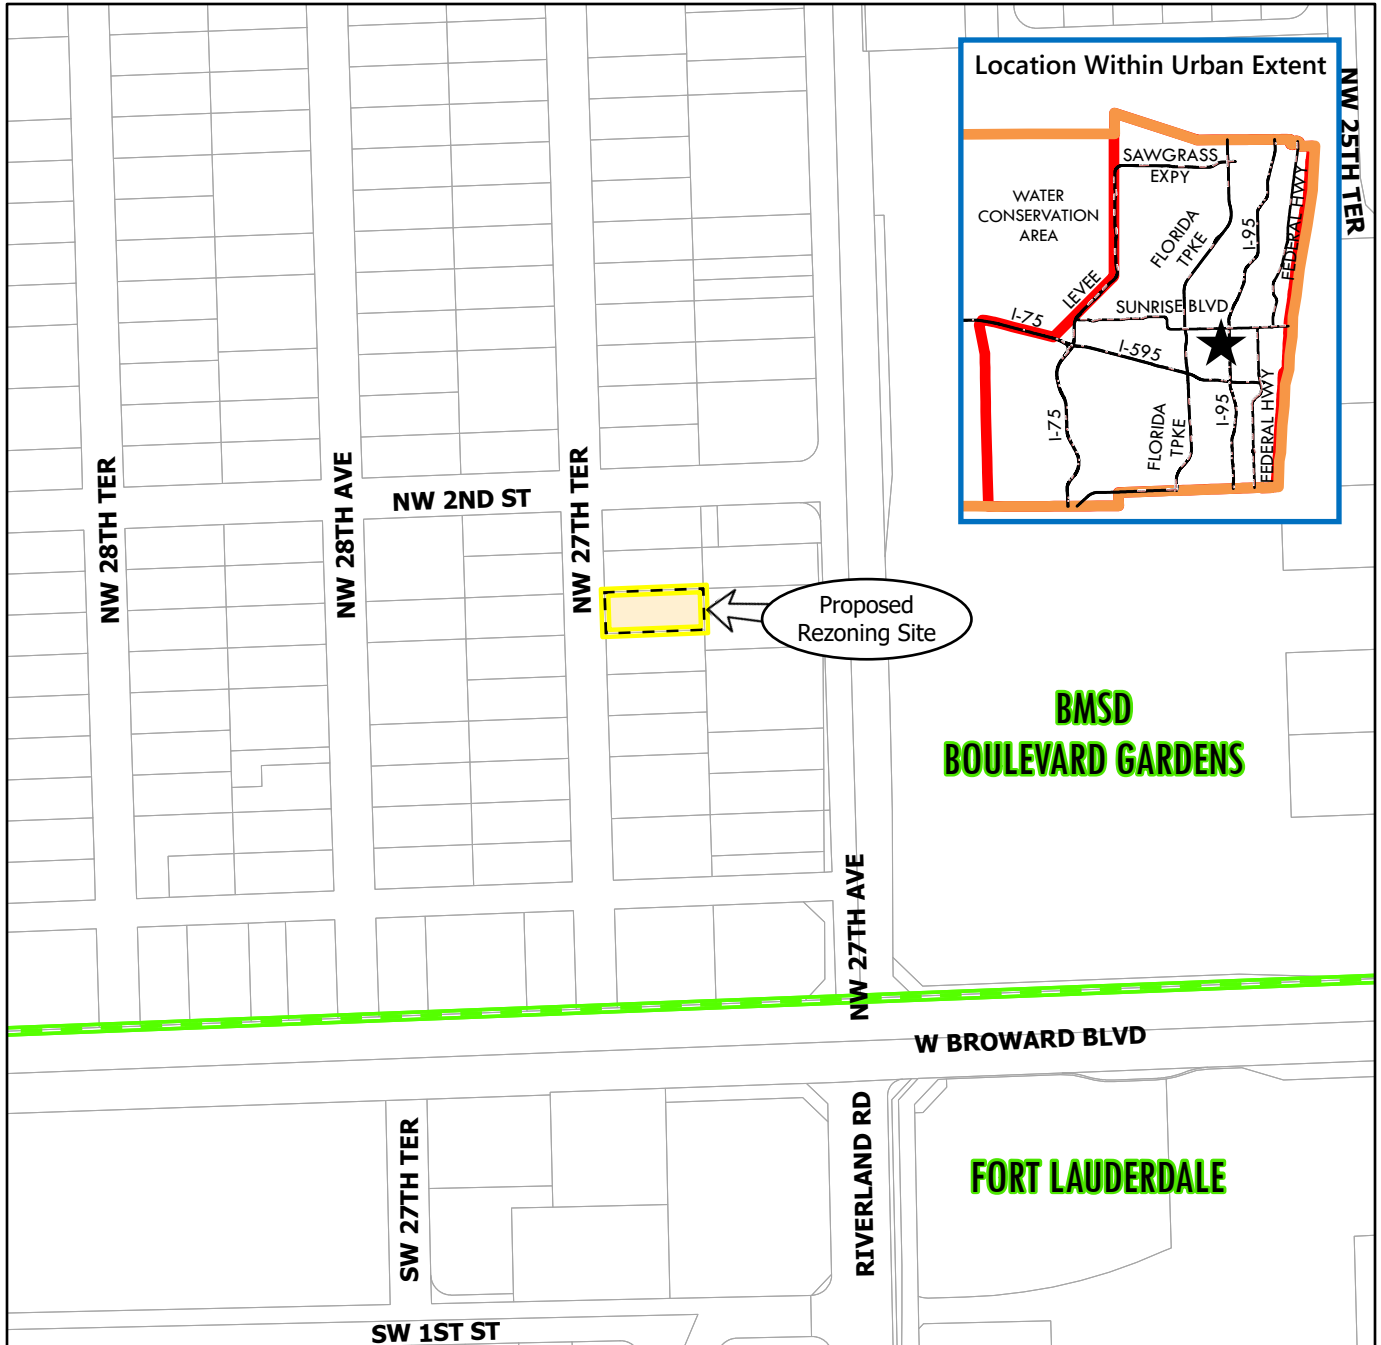 Location Within Urban Extent
NW 25TH TER
SAWGRASS
EXPY
WATER
CONSERVATION
AREA
FLORIDA
TPKE
I-95
FEDERAL HWY
LEVEE
SUNRISE BLVD
I-75
I-595
I-75
FLORIDA
TPKE
I-95
FEDERAL HWY
NW 28TH TER
NW 28TH AVE
NW 2ND ST
NW 27TH TER
Proposed
Rezoning Site
BMSD
BOULEVARD GARDENS
NW 27TH AVE
W BROWARD BLVD
SW 27TH TER
RIVERLAND RD
FORT LAUDERDALE
SW 1ST ST